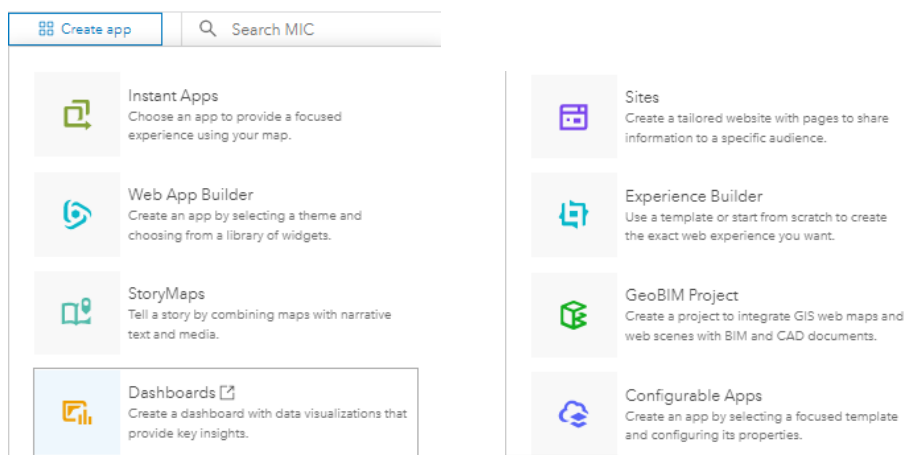 Create app
Search MIC
Instant Apps
Choose an app to provide a focused
experience using your map.
Web App Builder
Create an app by selecting a theme and
choosing from a library of widgets.
StoryMaps
Tell a story by combining maps with narrative
text and media.
Dashboards
Create a dashboard with data visualizations that
provide key insights.
Sites
Create a tailored website with pages to share
information to a specific audience.
Experience Builder
Use a template or start from scratch to create
the exact web experience you want.
GeoBIM Project
Create a project to integrate GIS web maps and
web scenes with BIM and CAD documents.
Configurable Apps
Create an app by selecting a focused template
and configuring its properties.